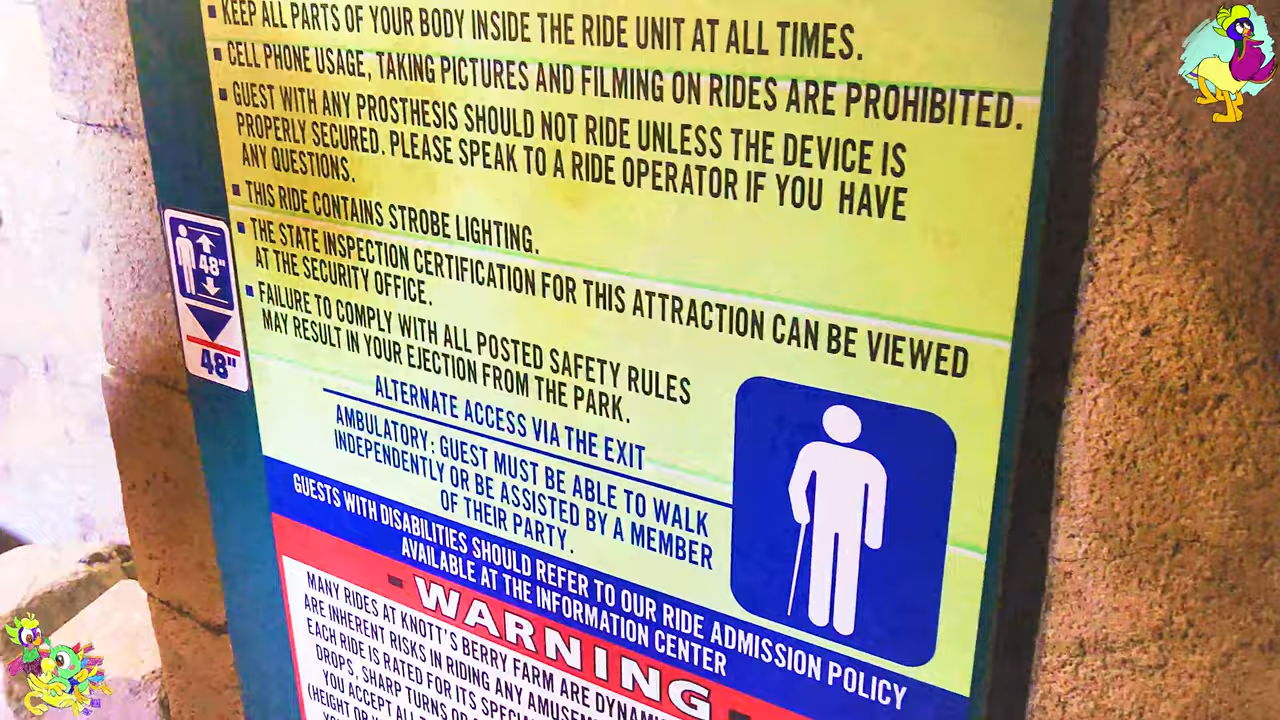 ▪ KEEP ALL PARTS OF YOUR BODY INSIDE THE RIDE UNIT AT ALL TIMES.
▪ CELL PHONE USAGE, TAKING PICTURES AND FILMING ON RIDES ARE PROHIBITED.
▪ GUEST WITH ANY PROSTHESIS SHOULD NOT RIDE UNLESS THE DEVICE IS
PROPERLY SECURED. PLEASE SPEAK TO A RIDE OPERATOR IF YOU HAVE
ANY QUESTIONS.
▪ THIS RIDE CONTAINS STROBE LIGHTING.
▪ THE STATE INSPECTION CERTIFICATION FOR THIS ATTRACTION CAN BE VIEWED
AT THE SECURITY OFFICE.
▪ FAILURE TO COMPLY WITH ALL POSTED SAFETY RULES
MAY RESULT IN YOUR EJECTION FROM THE PARK.
48"
48"
ALTERNATE ACCESS VIA THE EXIT
AMBULATORY: GUEST MUST BE ABLE TO WALK
INDEPENDENTLY OR BE ASSISTED BY A MEMBER
OF THEIR PARTY.
GUESTS WITH DISABILITIES SHOULD REFER TO OUR RIDE ADMISSION POLICY
AVAILABLE AT THE INFORMATION CENTER
WARNING
MANY RIDES AT KNOTT'S BERRY FARM ARE
ARE INHERENT RISKS IN RIDING ANY
EACH RIDE IS RATED FOR ITS
DROPS, SHARP TURNS
YOU ACCEPT ALL
(HEIGHT